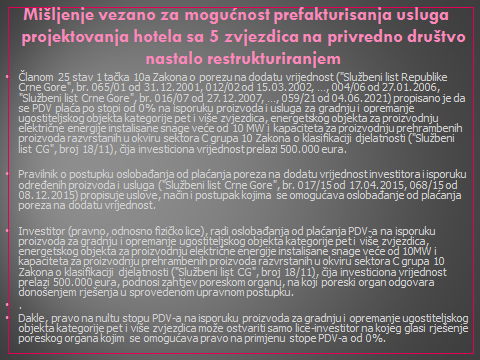 Mišljenje vezano za mogućnost prefakturisanja usluga
projektovanja hotela sa 5 zvjezdica na privredno društvo
nastalo restrukturiranjem
• Članom 25 stav 1 tačka 10a Zakona o porezu na dodatu vrijednost ("Službeni list Republike
Crne Gore", br. 065/01 od 31.12.2001, 012/02 od 15.03.2002, ..., 004/06 od 27.01.2006,
"Službeni list Crne Gore", br. 016/07 od 27.12.2007, ..., 059/21 od 04.06.2021) propisano je da
se PDV plaća po stopi od 0% na isporuku proizvoda i usluga za gradnju i opremanje
ugostiteljskog objekta kategorije pet i više zvjezdica, energetskog objekta za proizvodnju
električne energije instalisane snage veće od 10 MW i kapaciteta za proizvodnju prehrambenih
proizvoda razvrstanih u okviru sektora C grupa 10 Zakona o klasifikaciji djelatnosti ("Službeni
list CG", broj 18/11), čija investiciona vrijednost prelazi 500.000 eura.
• Pravilnik o postupku oslobađanja od plaćanja poreza na dodatu vrijednost investitora i isporuku
određenih proizvoda i usluga ("Službeni list Crne Gore", br. 017/15 od 17.04.2015, 068/15 od
08.12.2015) propisuje uslove, način i postupak kojima se omogućava oslobađanje od plaćanja
poreza na dodatu vrijednost.
• Investitor (pravno, odnosno fizičko lice), radi oslobađanja od plaćanja PDV-a na isporuku
proizvoda za gradnju i opremanje ugostiteljskog objekta kategorije pet i više zvjezdica,
energetskog objekta za proizvodnju električne energije instalisane snage veće od 10MW i
kapaciteta za proizvodnju prehrambenih proizvoda razvrstanih u okviru sektora C grupa 10
Zakona o klasifikaciji djelatnosti ("Službeni list CG", broj 18/11), čija investiciona vrijednost
prelazi 500.000 eura, podnosi zahtjev poreskom organu, na koji poreski organ odgovara
donošenjem rješenja u sprovedenom upravnom postupku.
• .
• Dakle, pravo na nultu stopu PDV-a na isporuku proizvoda za gradnju i opremanje ugostiteljskog
objekta kategorije pet i više zvjezdica može ostvariti samo lice-investitor na kojeg glasi rješenje
poreskog organa kojim se omogućava pravo na primjenu stope PDV-a od 0%.